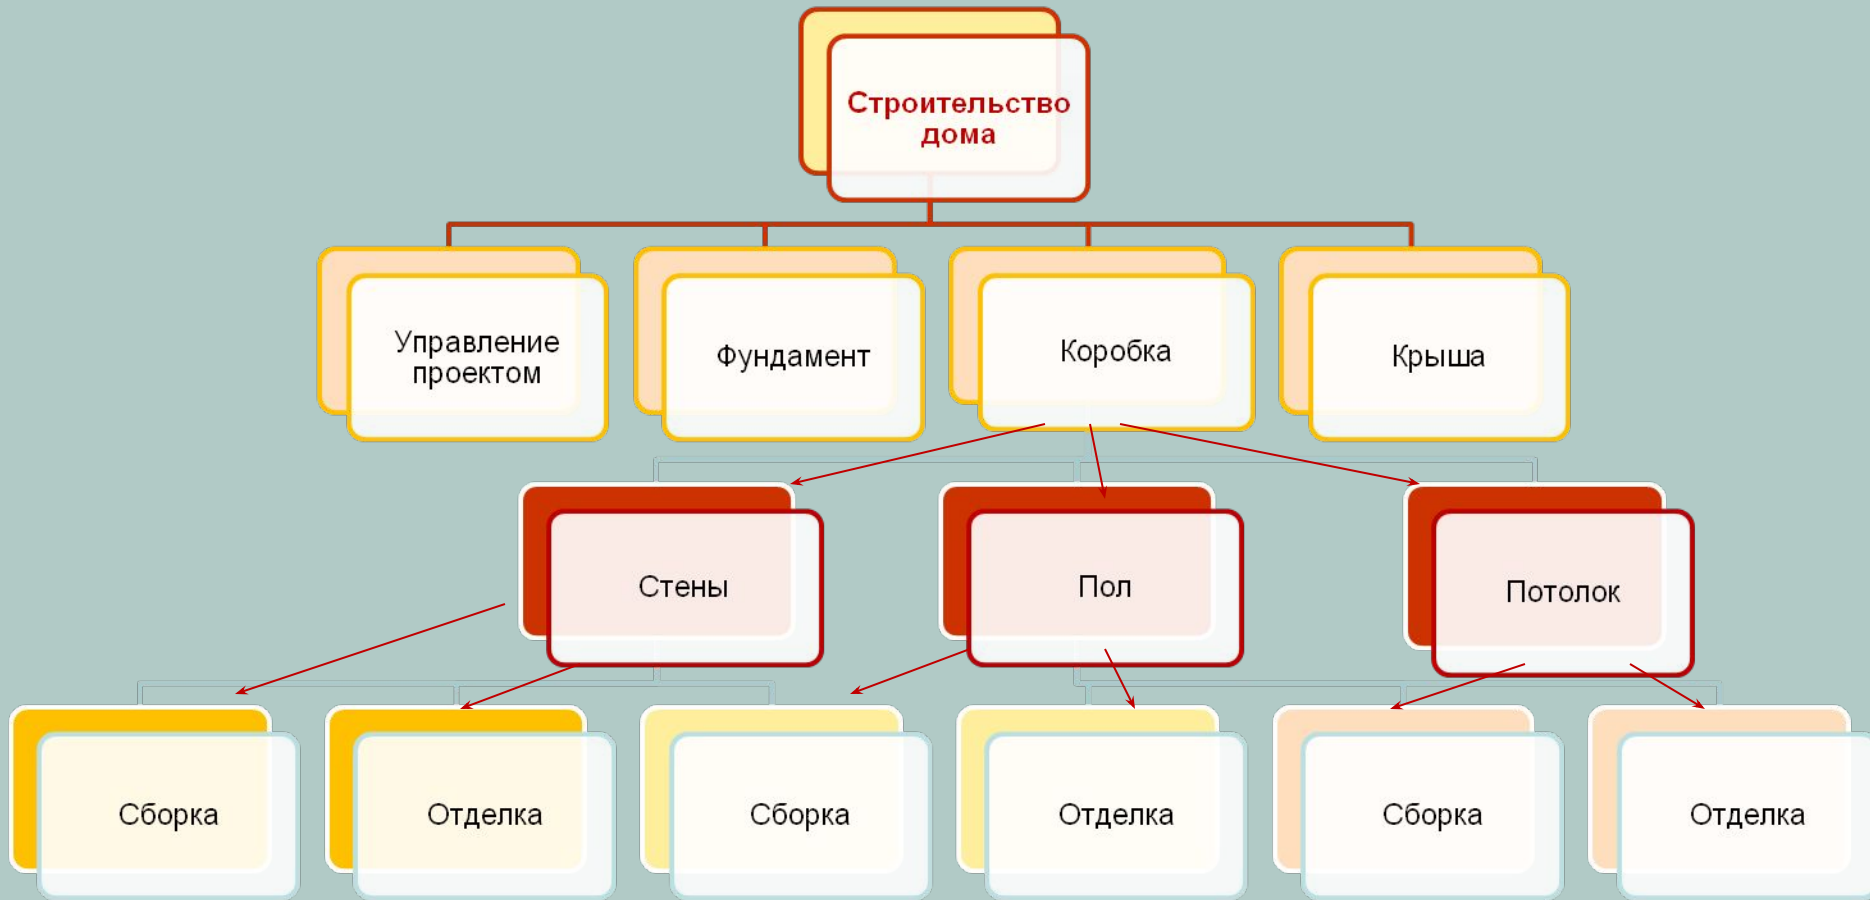 Строительство
дома
Управление
проектом
Фундамент
Коробка
Крыша
Стены
Пол
Потолок
Сборка
Отделка
Сборка
Отделка
Сборка
Отделка